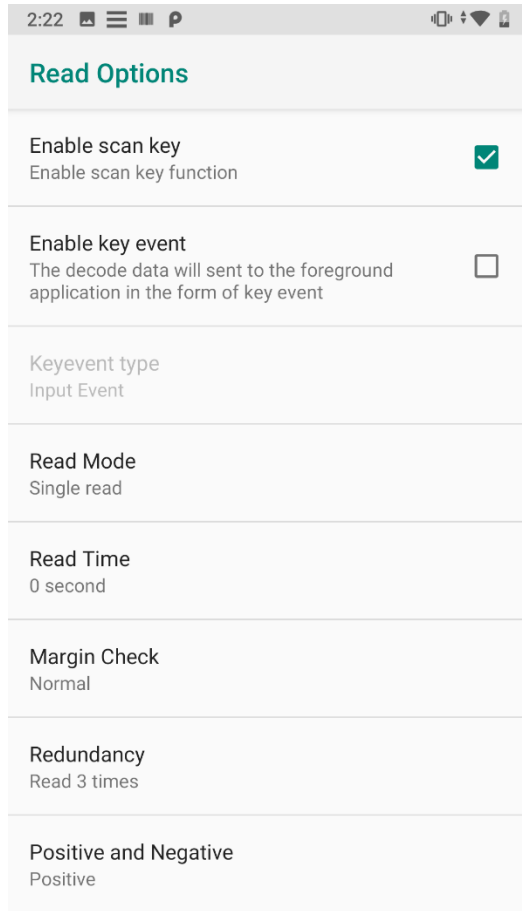 2:22
Read Options
Enable scan key
Enable scan key function
Enable key event
The decode data will sent to the foreground
application in the form of key event
Keyevent type
Input Event
Read Mode
Single read
Read Time
0 second
Margin Check
Normal
Redundancy
Read 3 times
Positive and Negative
Positive